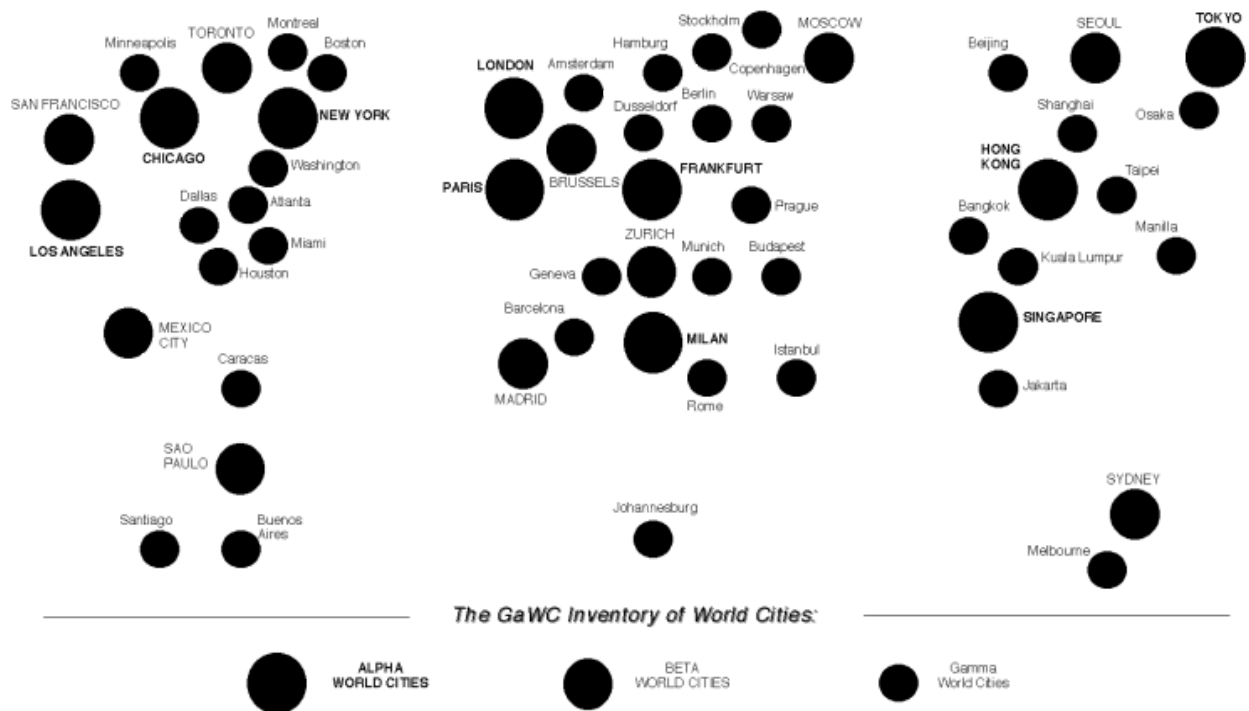 Montreal
TORONTO
Minneapolis
Boston
SAN FRANCISCO
NEW YORK
CHICAGO
Washington
Dallas
Atlanta
LOS ANGELES
Miami
Houston
MEXICO
CITY
Caracas
SAO
PAULO
Santiago
Buenos
Aires
Stockholm
MOSCOW
Hamburg
LONDON
Amsterdam
Copenhagen
Dusseldorf
Berlin
Warsaw
FRANKFURT
PARIS
BRUSSELS
Prague
ZURICH
Munich
Budapest
Geneva
Barcelona
MILAN
Istanbul
MADRID
Rome
Johannesburg
TOKYO
SEOUL
Beijing
Shanghai
Osaka
HONG
KONG
Taipei
Bangkok
Manilla
Kuala Lumpur
SINGAPORE
Jakarta
SYDNEY
Melbourne
The GaWC Inventory of World Cities:
ALPHA
WORLD CITIES
BETA
WORLD CITIES
Gamma
World Cities